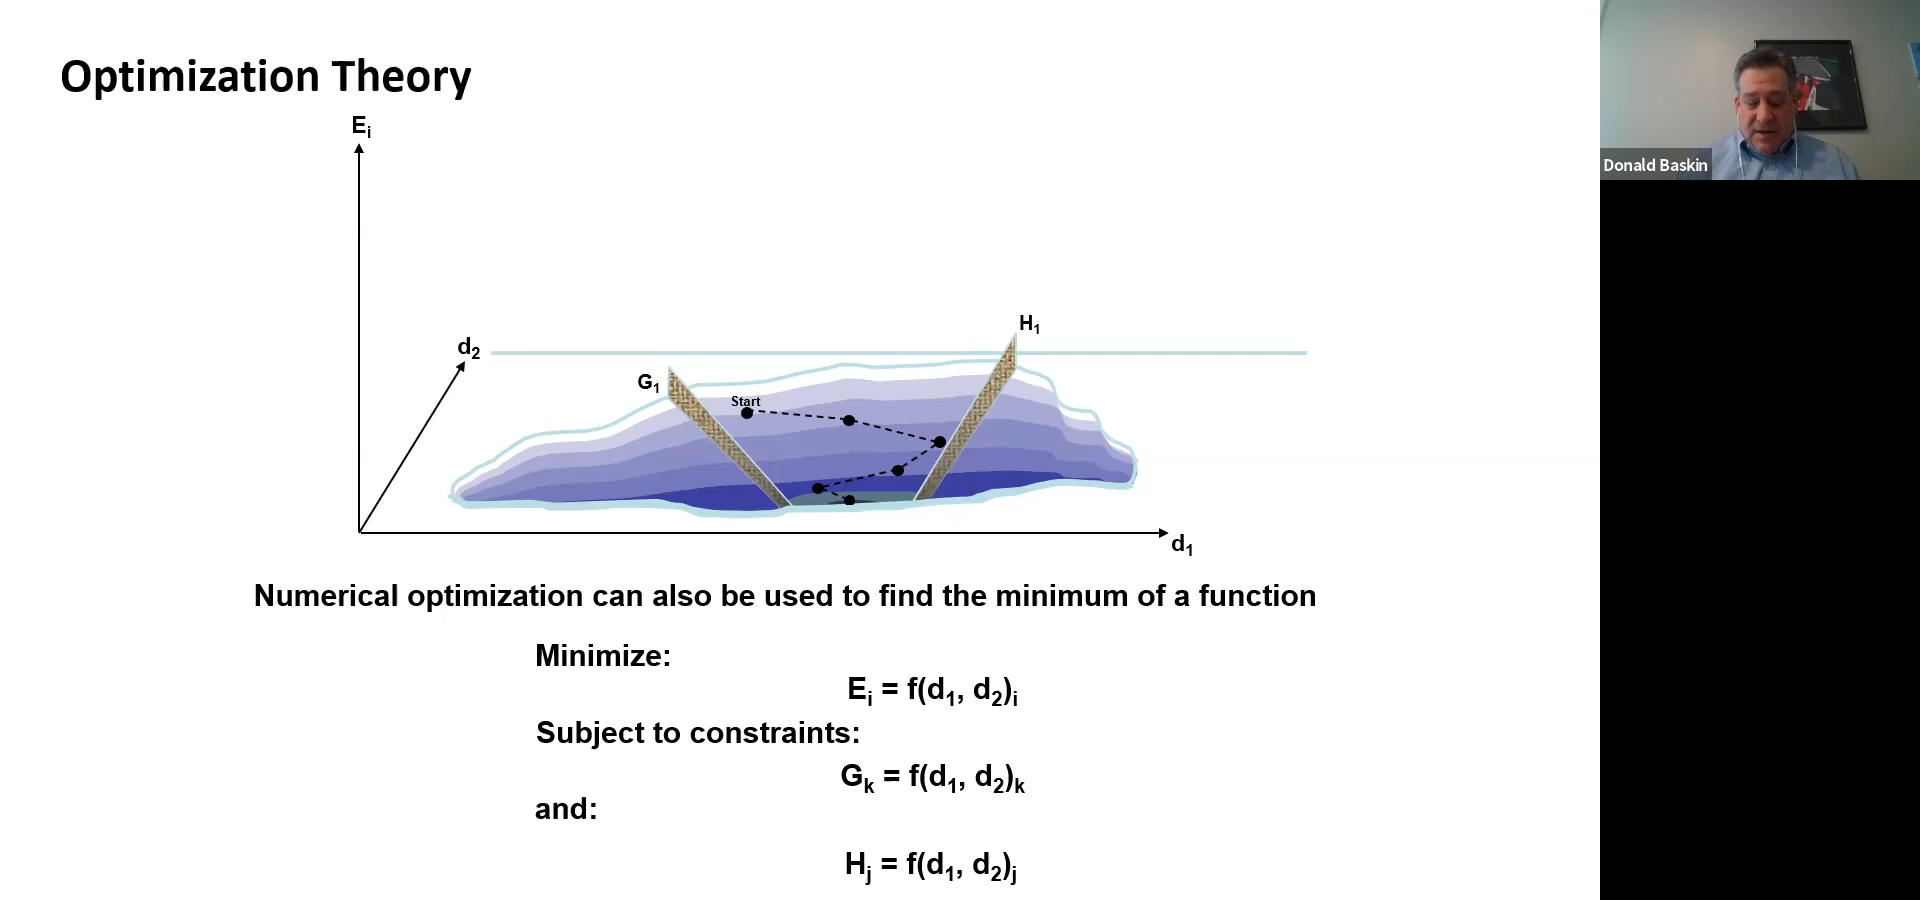 Optimization Theory
Donald Baskin
Eᵢ
H₁
d₂
G₁
Start
d₁
Numerical optimization can also be used to find the minimum of a function
Minimize:
Eᵢ = f(d₁, d₂)ᵢ
Subject to constraints:
Gₖ = f(d₁, d₂)ₖ
and:
Hⱼ = f(d₁, d₂)ⱼ